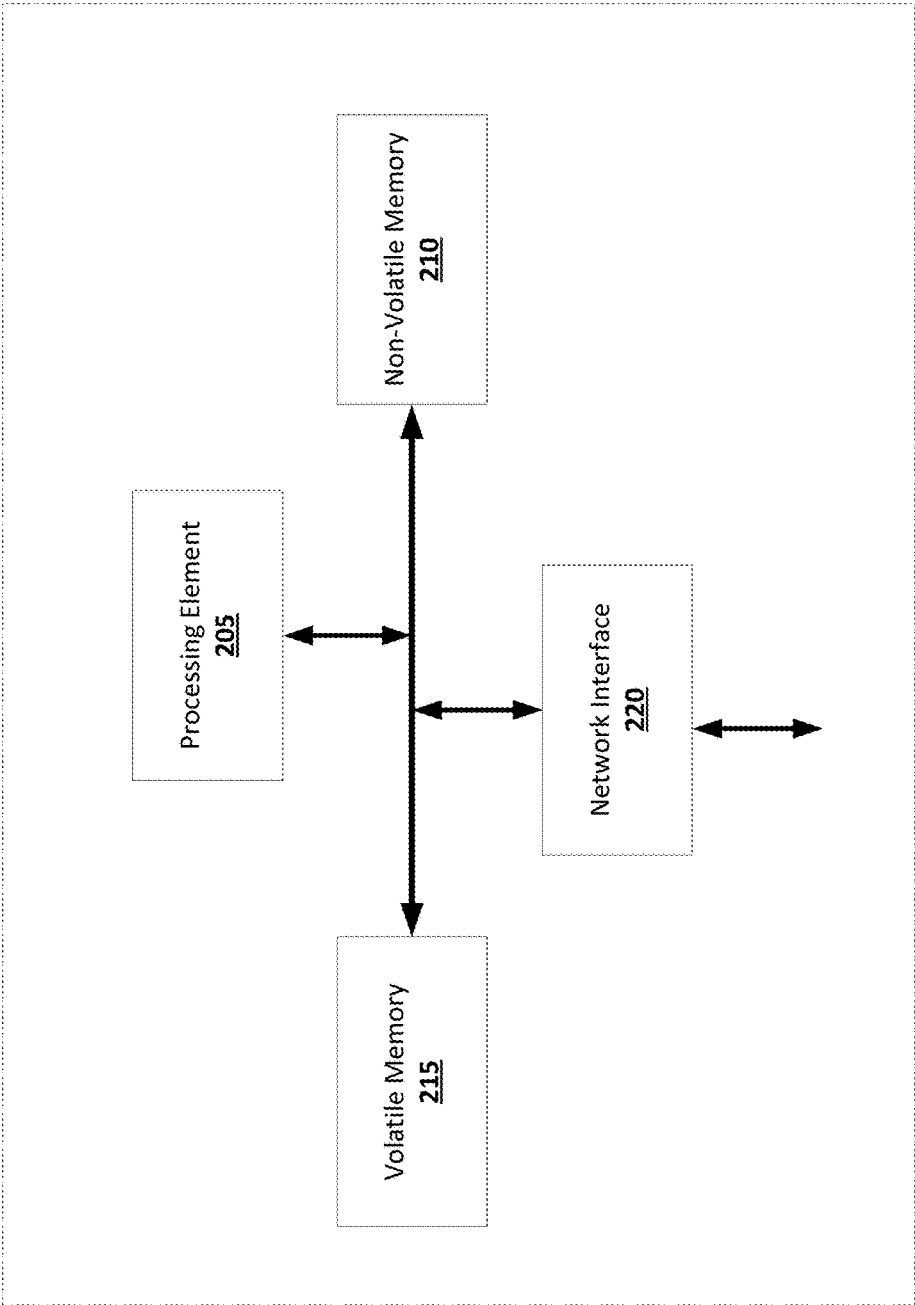 Processing Element
205
Volatile Memory
215
Non-Volatile Memory
210
Network Interface
220